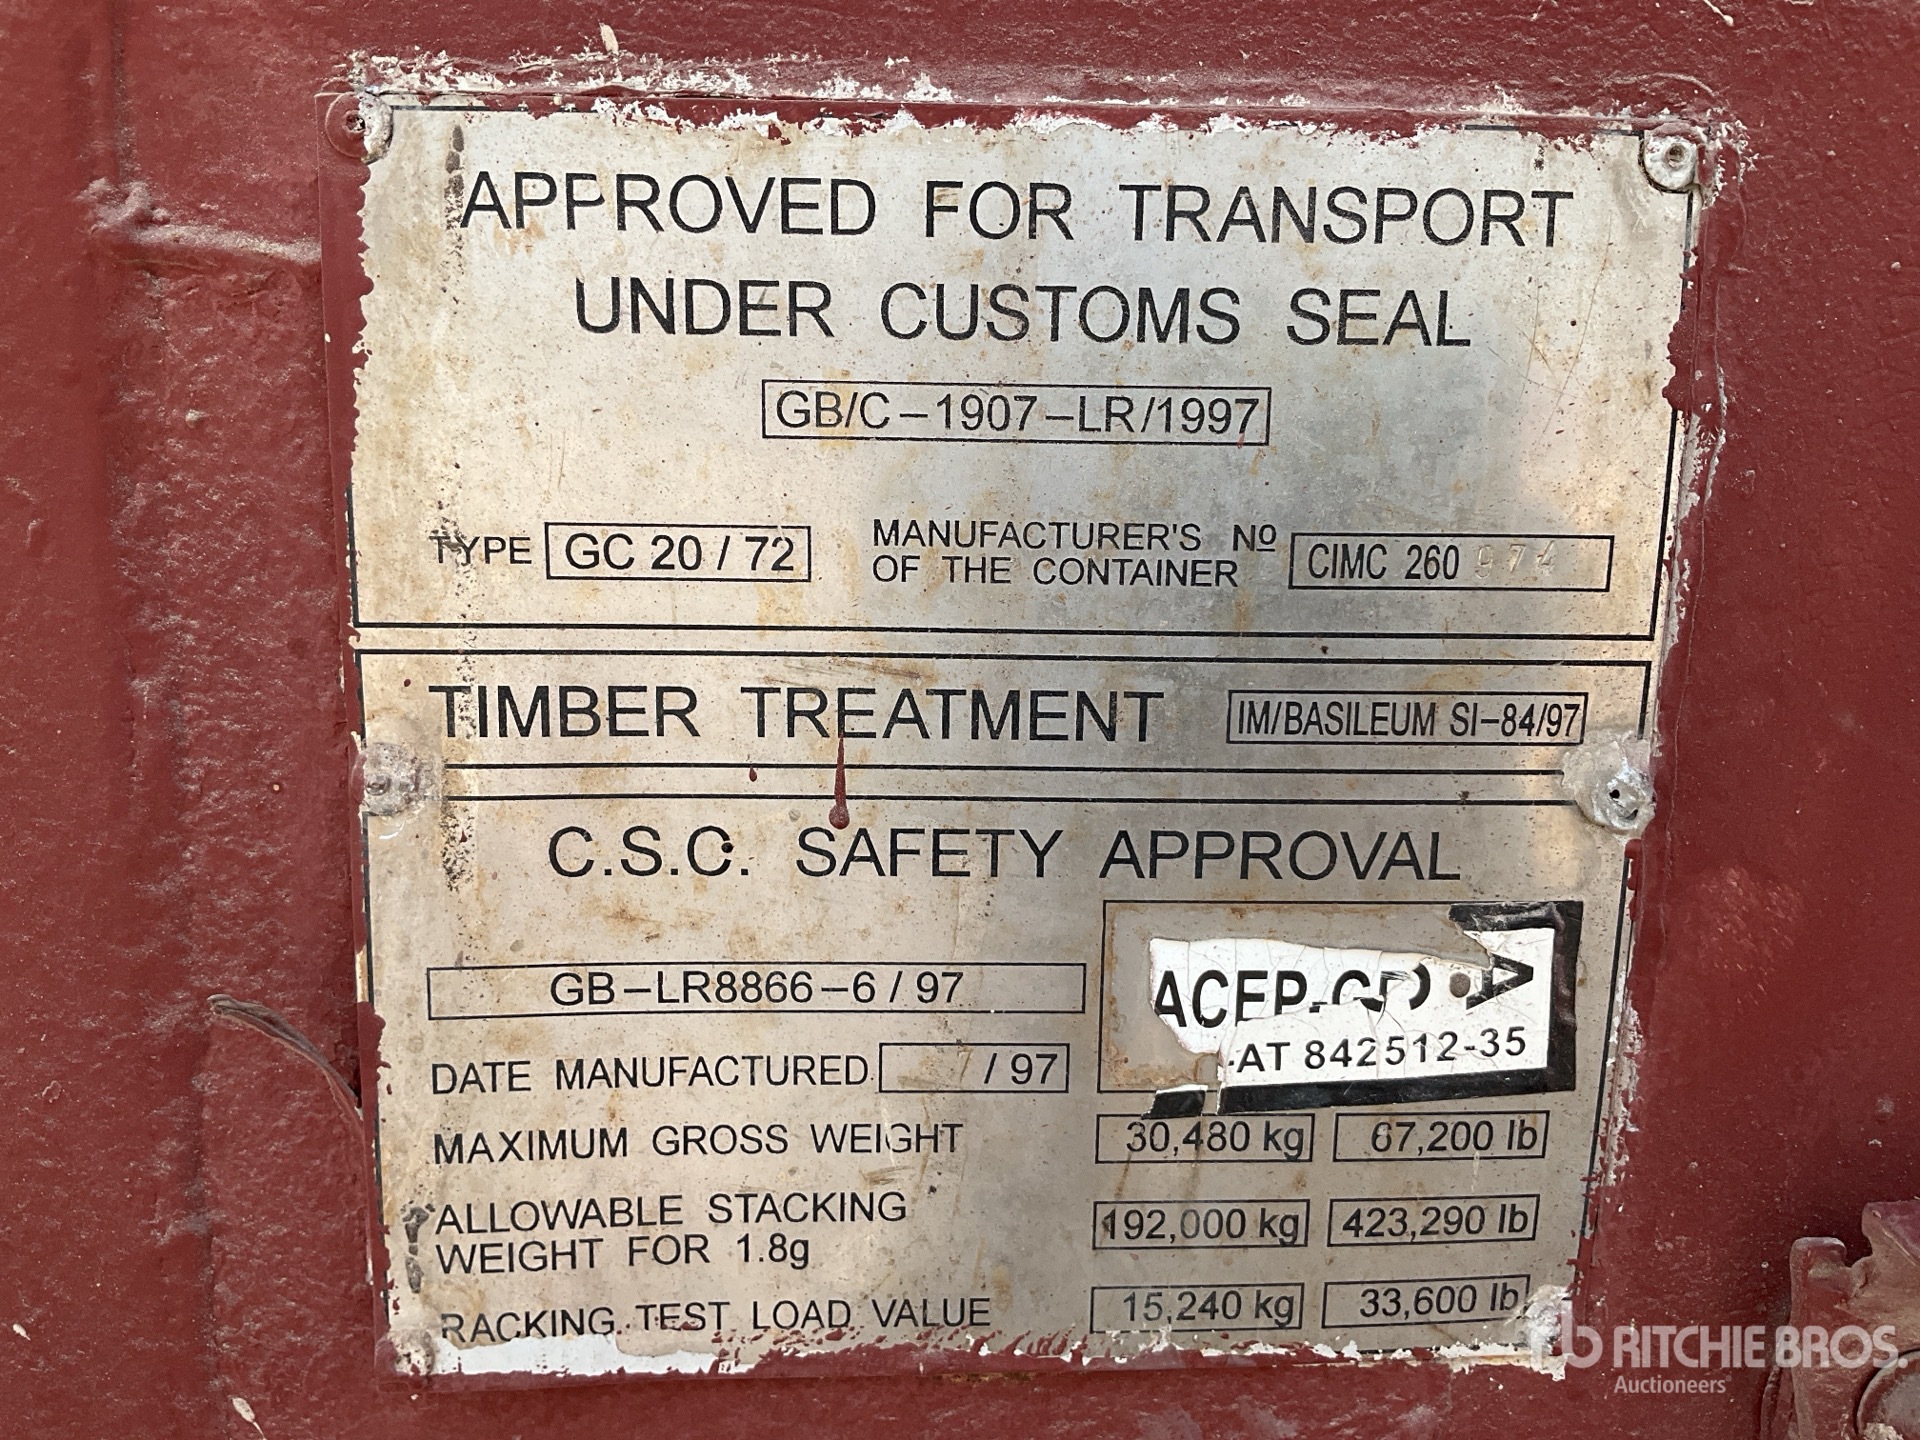 APPROVED FOR TRANSPORT
UNDER CUSTOMS SEAL
GB/C-1907-LR/1997
TYPE GC 20 / 72
MANUFACTURER'S Nº
OF THE CONTAINER
CIMC 260 974
TIMBER TREATMENT IM/BASILEUM SI-84/97
C.S.C. SAFETY APPROVAL
GB-LR8866-6 / 97
AT 842512-35
DATE MANUFACTURED 7 / 97
MAXIMUM GROSS WEIGHT 30,480 kg 67,200 lb
ALLOWABLE STACKING
WEIGHT FOR 1.8g
192,000 kg 423,290 lb
RACKING TEST LOAD VALUE 15,240 kg 33,600 lb
RITCHIE BROS.
Auctioneers